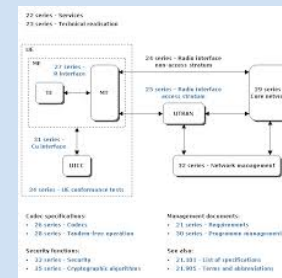 22 series - Services
23 series - Technical realisation
UE
ME
27 series -
R-interface
TE
MT
24 series - Radio interface
non-access stratum
25 series - Radio interface
access stratum
UTRAN
29 series
Core network
31 series -
Cu interface
UICC
32 series - Network management
34 series - UE conformance tests
Codec specifications:
• 26 series - Codecs
• 28 series - Tandem-free operation
Security functions:
• 33 series - Security
• 35 series - Cryptographic algorithms
Management documents:
• 21 series - Requirements
• 30 series - Programme management
See also:
• 21.101 - List of specifications
• 21.905 - Terms and abbreviations